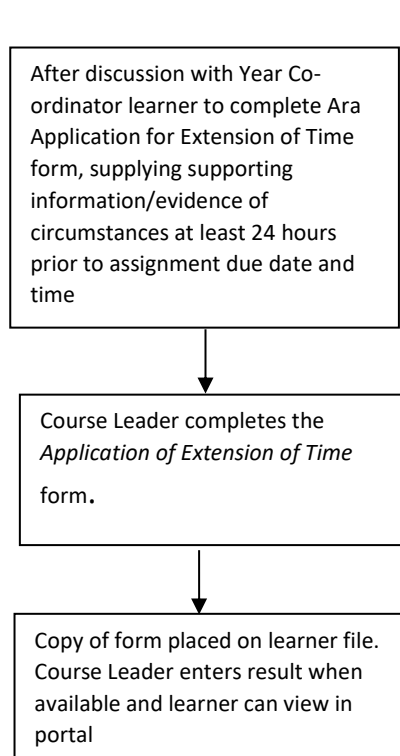 After discussion with Year Co-
ordinator learner to complete Ara
Application for Extension of Time
form, supplying supporting
information/evidence of
circumstances at least 24 hours
prior to assignment due date and
time
Course Leader completes the
Application of Extension of Time
form.
Copy of form placed on learner file.
Course Leader enters result when
available and learner can view in
portal